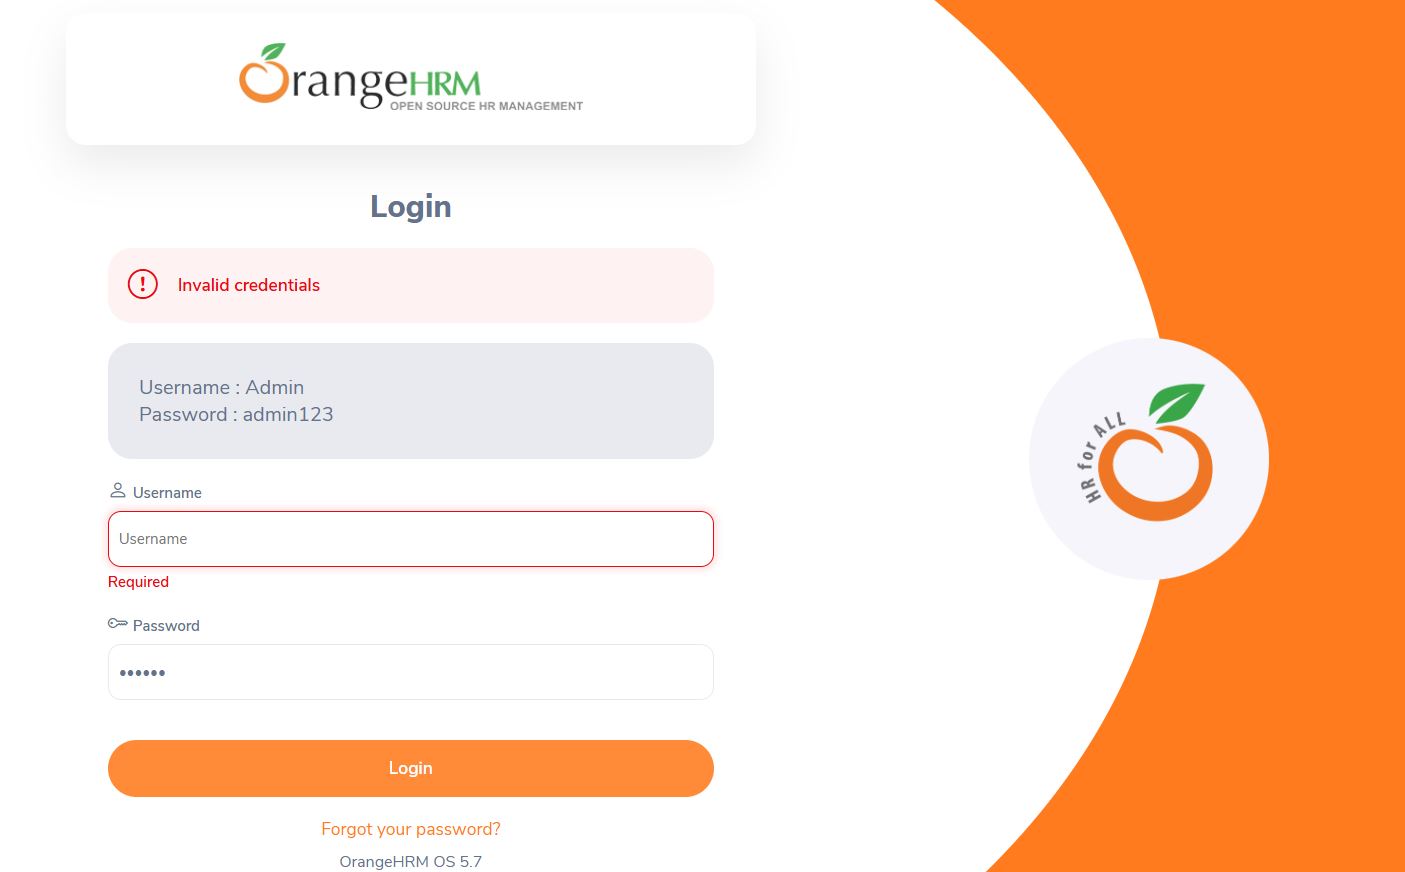 OrangeHRM
OPEN SOURCE HR MANAGEMENT
Login
Invalid credentials
Username : Admin
Password : admin123
Username
Username
Required
Password
••••••
Login
Forgot your password?
OrangeHRM OS 5.7
HR for ALL